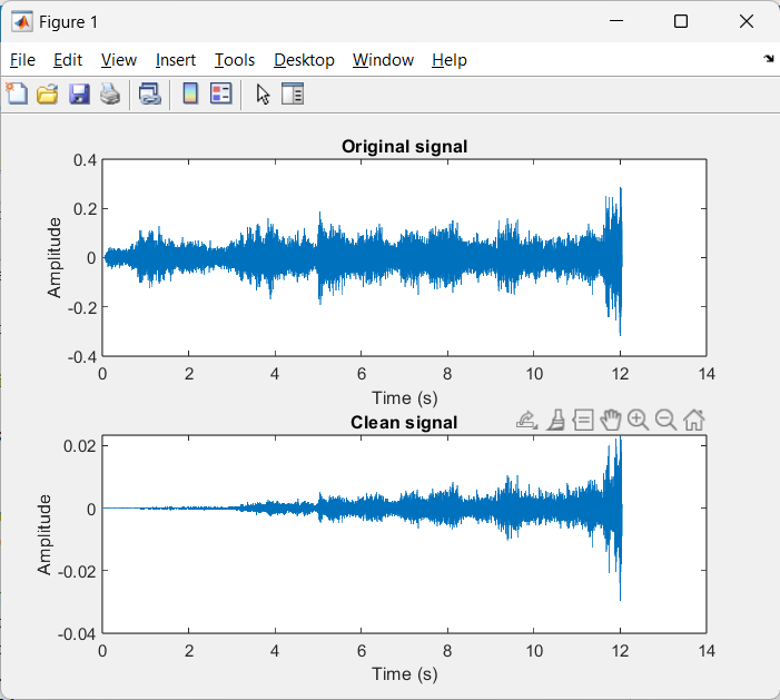 Figure 1
File Edit View Insert Tools Desktop Window Help
Original signal
0.4
0.2
0
-0.2
-0.4
Amplitude
0 2 4 6 8 10 12 14
Time (s)
Clean signal
0.02
0
-0.02
-0.04
Amplitude
0 2 4 6 8 10 12 14
Time (s)